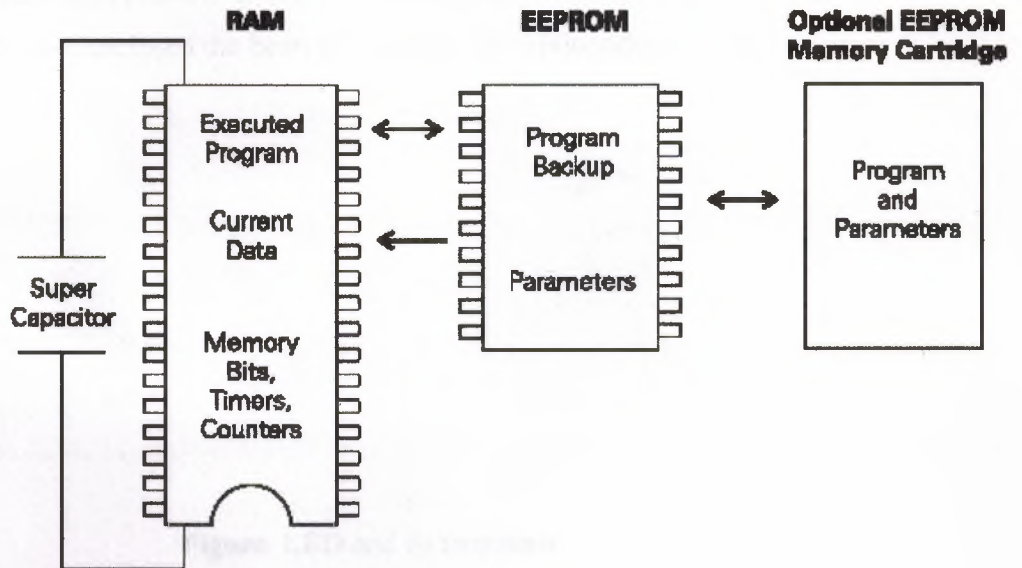 RAM
EEPROM
Optional EEPROM
Memory Cartridge
Executed
Program
Current
Data
Memory
Bits,
Timers,
Counters
Super
Capacitor
Program
Backup
Parameters
Program
and
Parameters